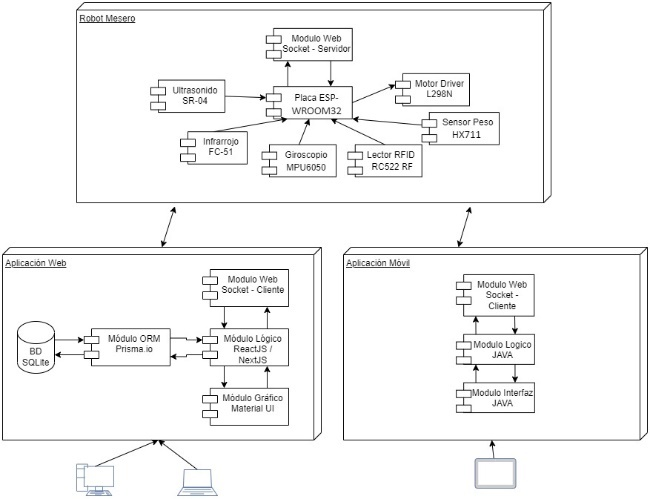 Robot Mesero
Modulo Web
Socket - Servidor
Ultrasonido
SR-04
Placa ESP-
WROOM32
Motor Driver
L298N
Sensor Peso
HX711
Infrarrojo
FC-51
Giroscopio
MPU6050
Lector RFID
RC522 RF
Aplicación Web
Modulo Web
Socket - Cliente
BD
SQLite
Módulo ORM
Prisma.io
Módulo Lógico
ReactJS /
NextJS
Módulo Gráfico
Material UI
Aplicación Móvil
Modulo Web
Socket -
Cliente
Modulo Logico
JAVA
Modulo Interfaz
JAVA